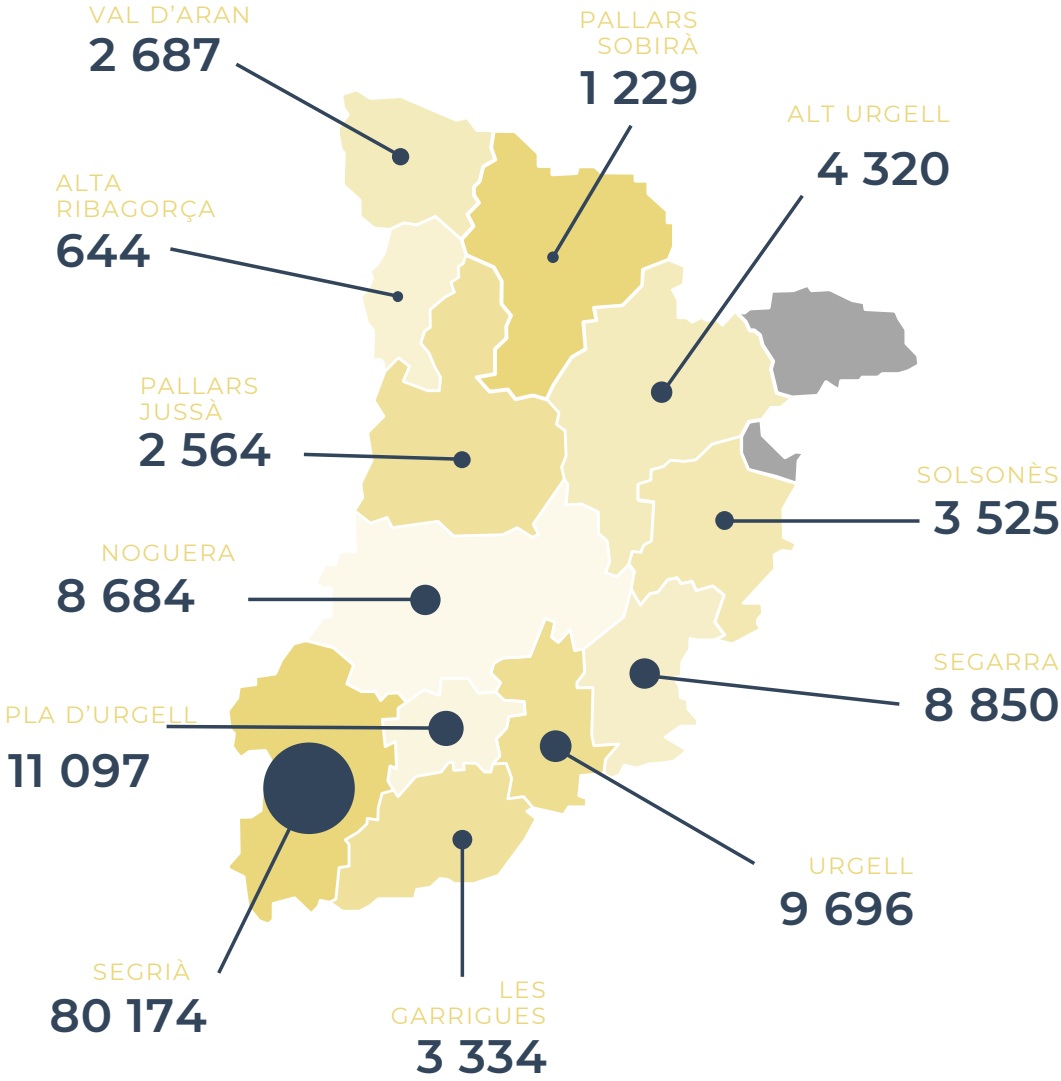 VAL D'ARAN
2 687
PALLARS
SOBIRÀ
1 229
ALT URGELL
4 320
ALTA
RIBAGORÇA
644
PALLARS
JUSSÀ
2 564
SOLSONÈS
3 525
NOGUERA
8 684
SEGARRA
8 850
PLA D'URGELL
11 097
URGELL
9 696
SEGRIÀ
80 174
LES
GARRIGUES
3 334